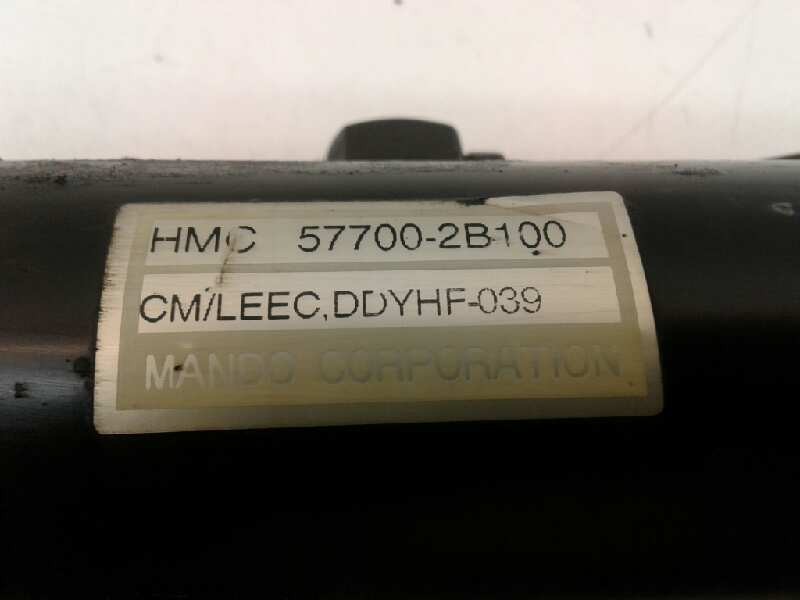 HMC 57700-2B100
CM/LEEC,DDYHF-039
MANDO CORPORATION